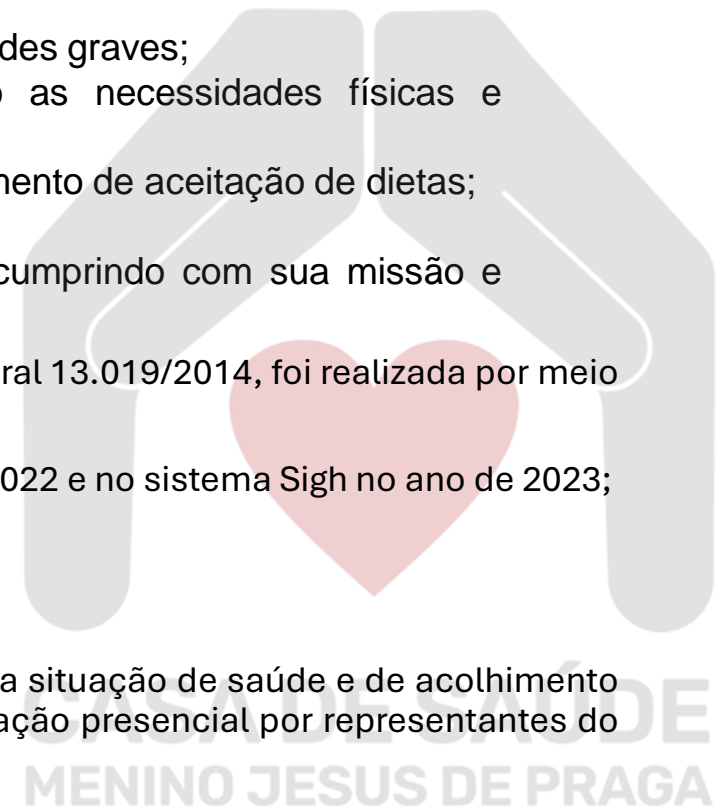 des graves;
o as necessidades físicas e
mento de aceitação de dietas;
cumprindo com sua missão e
ral 13.019/2014, foi realizada por meio
022 e no sistema Sigh no ano de 2023;
a situação de saúde e de acolhimento
ação presencial por representantes do
CASA DE SAÚDE
MENINO JESUS DE PRAGA